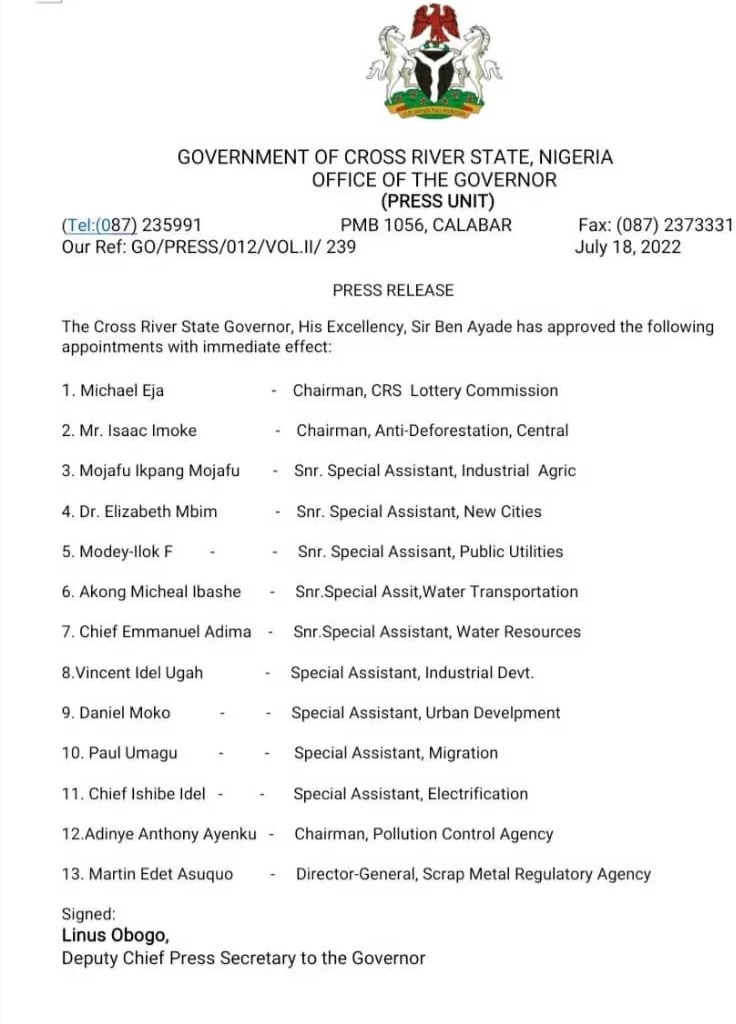 GOVERNMENT OF CROSS RIVER STATE, NIGERIA
OFFICE OF THE GOVERNOR
(PRESS UNIT)
(Tel:(087) 235991 PMB 1056, CALABAR Fax: (087) 2373331
Our Ref: GO/PRESS/012/VOL.II/ 239 July 18, 2022
PRESS RELEASE
The Cross River State Governor, His Excellency, Sir Ben Ayade has approved the following
appointments with immediate effect:
1. Michael Eja - Chairman, CRS Lottery Commission
2. Mr. Isaac Imoke - Chairman, Anti-Deforestation, Central
3. Mojafu Ikpang Mojafu - Snr. Special Assistant, Industrial Agric
4. Dr. Elizabeth Mbim - Snr. Special Assistant, New Cities
5. Modey-Ilok F - - Snr. Special Assisant, Public Utilities
6. Akong Micheal Ibashe - Snr.Special Assit,Water Transportation
7. Chief Emmanuel Adima - Snr.Special Assistant, Water Resources
8.Vincent Idel Ugah - Special Assistant, Industrial Devt.
9. Daniel Moko - - Special Assistant, Urban Develpment
10. Paul Umagu - - Special Assistant, Migration
11. Chief Ishibe Idel - - Special Assistant, Electrification
12.Adinye Anthony Ayenku - Chairman, Pollution Control Agency
13. Martin Edet Asuquo - Director-General, Scrap Metal Regulatory Agency
Signed:
Linus Obogo,
Deputy Chief Press Secretary to the Governor